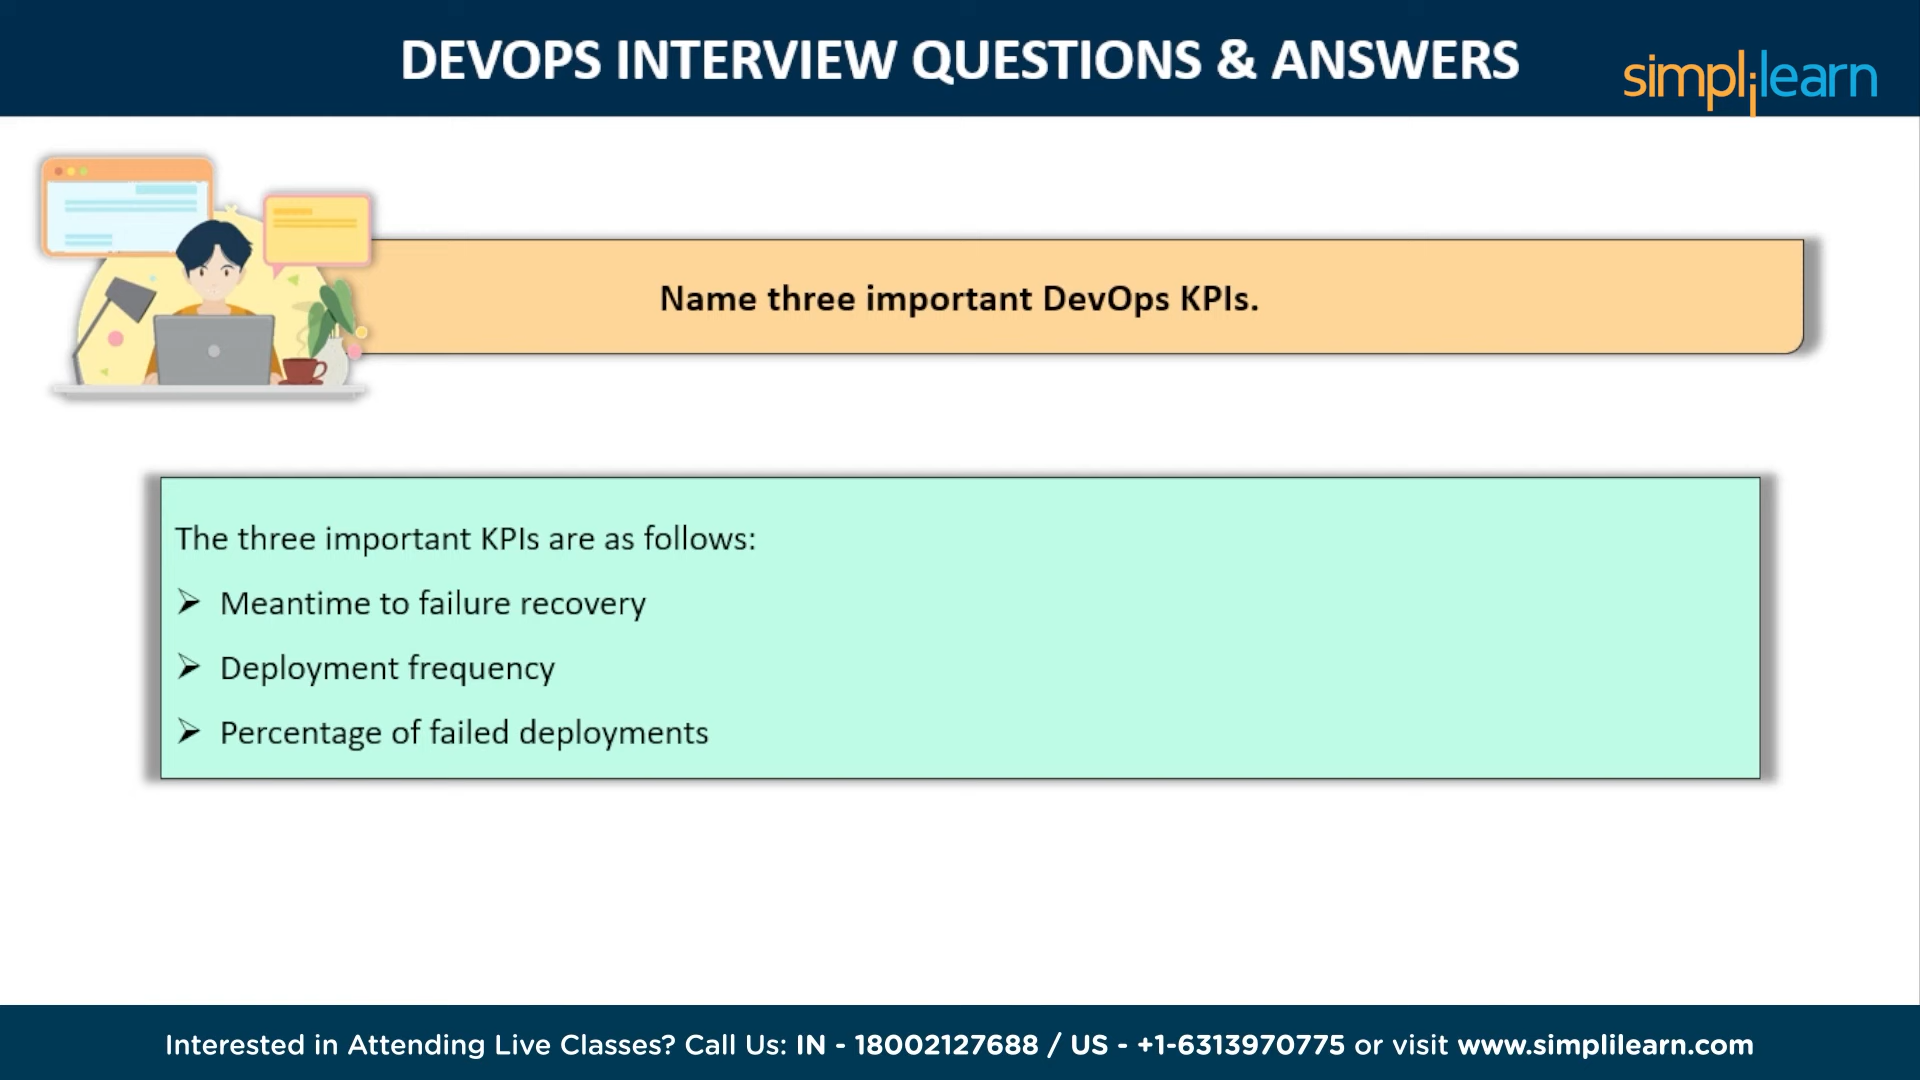 DEVOPS INTERVIEW QUESTIONS & ANSWERS
simplilearn
Name three important DevOps KPIs.
The three important KPIs are as follows:
➢ Meantime to failure recovery
➢ Deployment frequency
➢ Percentage of failed deployments
Interested in Attending Live Classes? Call Us: IN - 18002127688 / US - +1-6313970775 or visit www.simplilearn.com